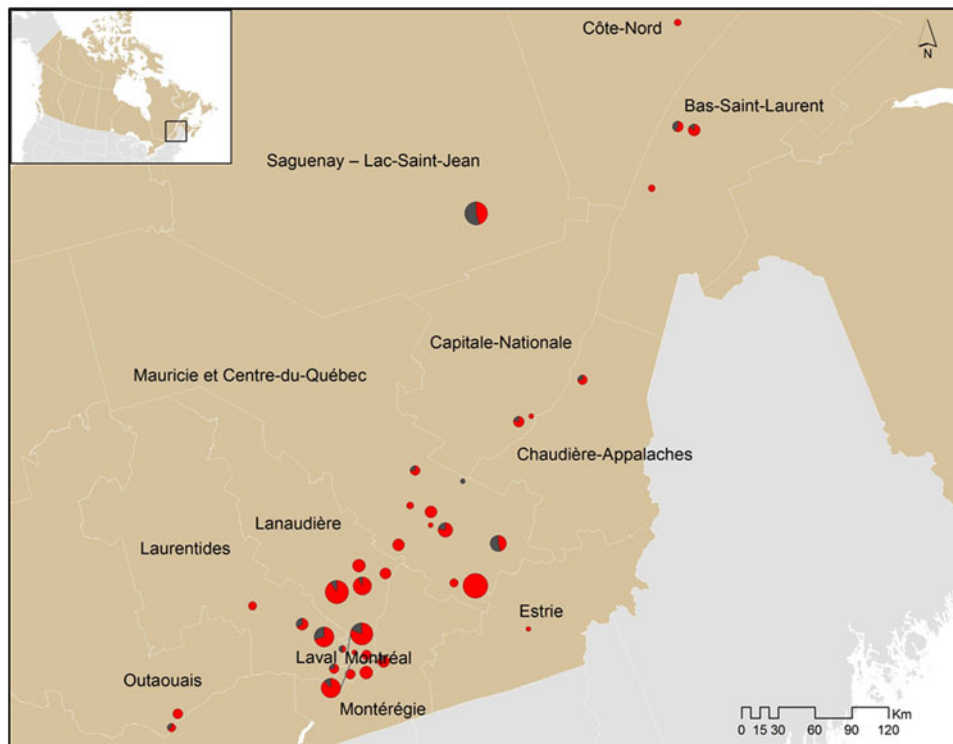 Côte-Nord
N
Bas-Saint-Laurent
Saguenay – Lac-Saint-Jean
Capitale-Nationale
Mauricie et Centre-du-Québec
Chaudière-Appalaches
Lanaudière
Laurentides
Estrie
Laval Montréal
Outaouais
Montérégie
Km
0 15 30 60 90 120